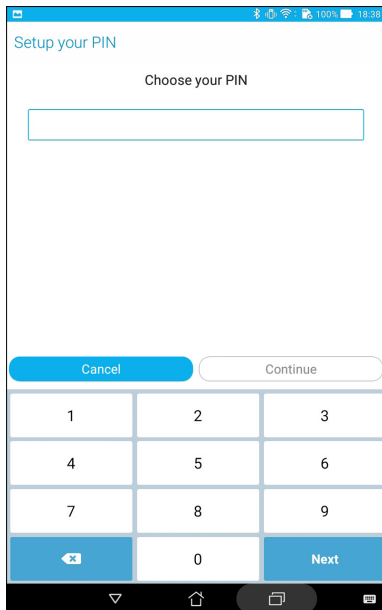 100% 18:38
Setup your PIN
Choose your PIN
Cancel Continue
1 2 3
4 5 6
7 8 9
0 Next